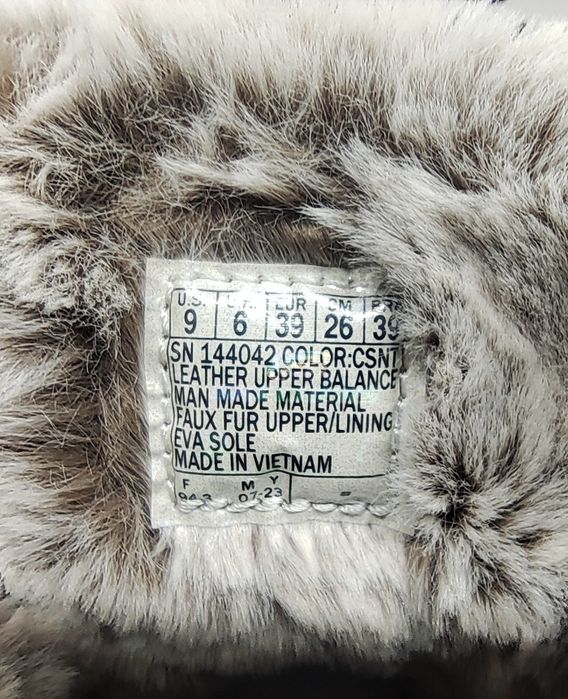 U.S. U.K. EUR CM BR
9 6 39 26 39
SN 144042 COLOR:CSNT
LEATHER UPPER BALANCE
MAN MADE MATERIAL
FAUX FUR UPPER/LINING
EVA SOLE
MADE IN VIETNAM
F M Y
07-23